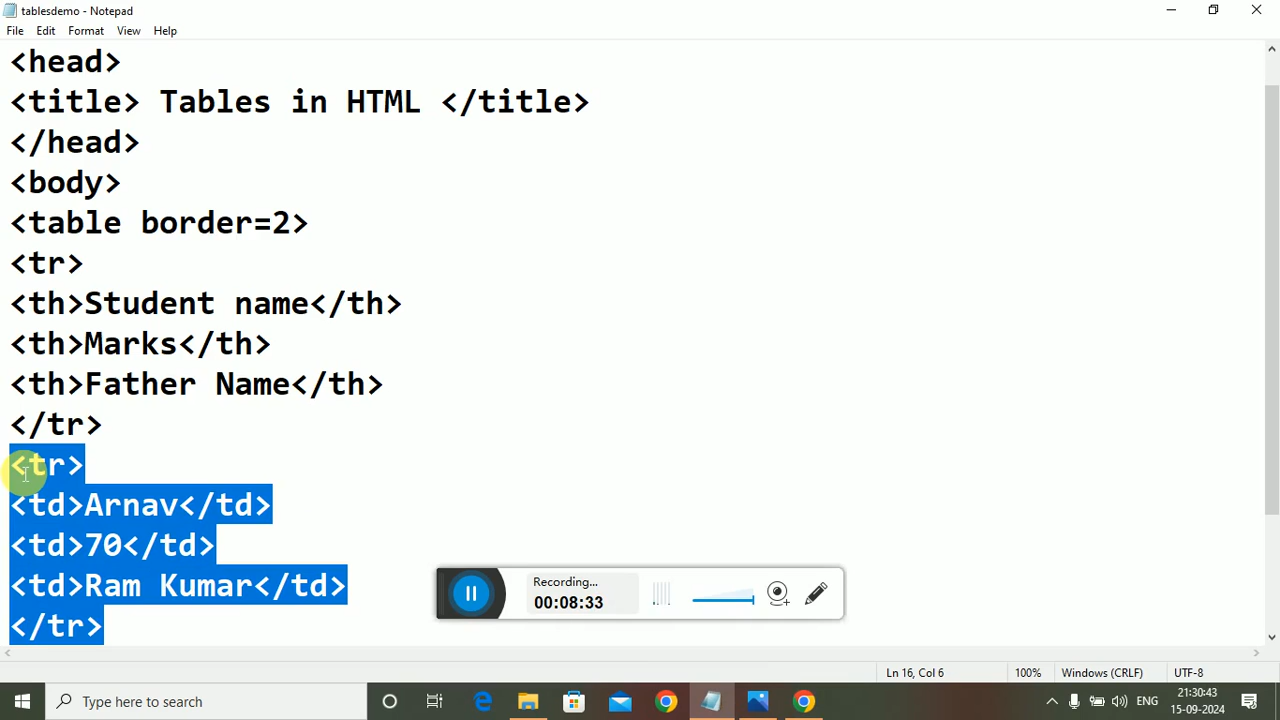 tablesdemo - Notepad
File Edit Format View Help
<head>
<title> Tables in HTML </title>
</head>
<body>
<table border=2>
<tr>
<th>Student name</th>
<th>Marks</th>
<th>Father Name</th>
</tr>
<tr>
<td>Arnav</td>
<td>70</td>
<td>Ram Kumar</td>
</tr>
Recording...
00:08:33
Ln 16, Col 6 100% Windows (CRLF) UTF-8
Type here to search
ENG
21:30:43
15-09-2024